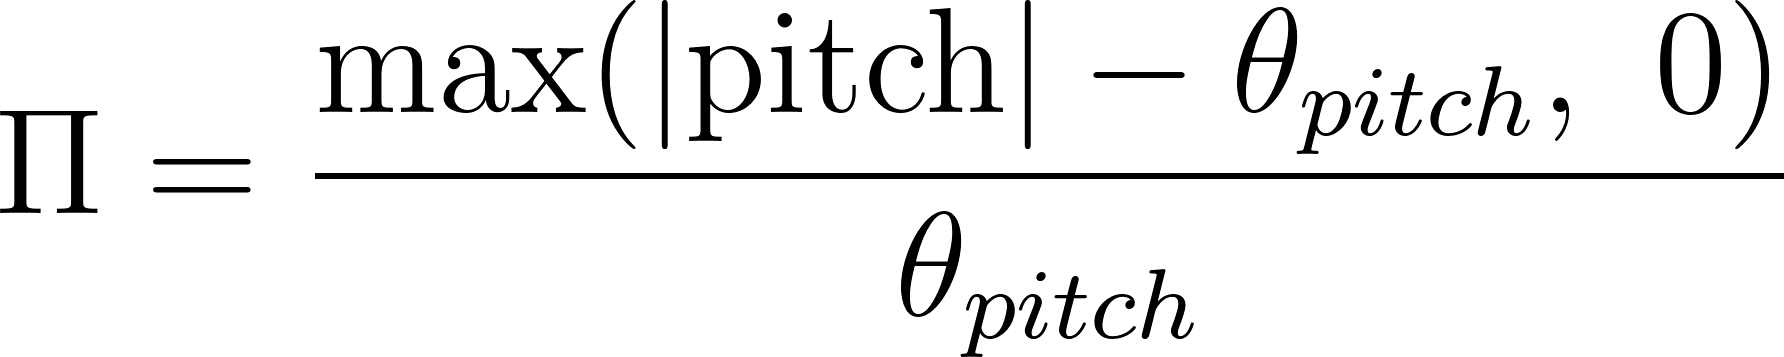 Π = max(|pitch| − θ_pitch, 0) / θ_pitch